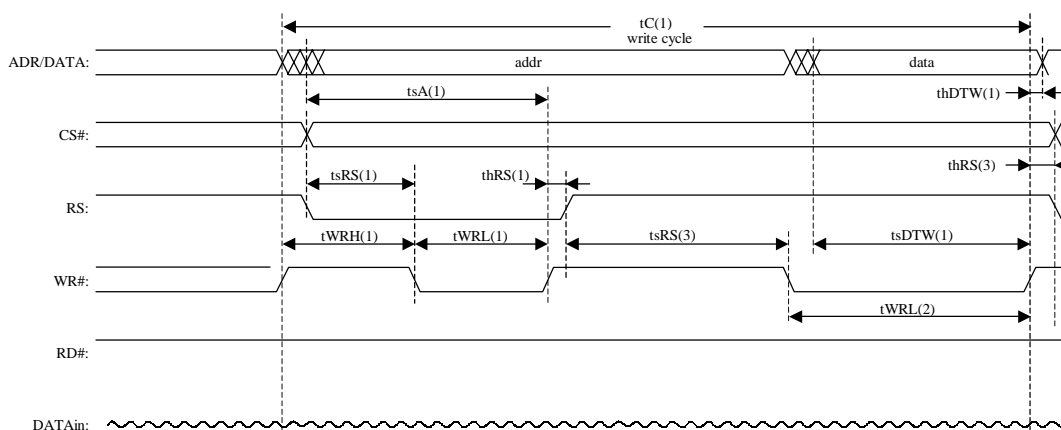 tC(1)
write cycle
ADR/DATA:
addr
data
tsA(1)
thDTW(1)
CS#:
thRS(3)
tsRS(1)
thRS(1)
RS:
tWRH(1)
tWRL(1)
tsRS(3)
tsDTW(1)
WR#:
tWRL(2)
RD#:
DATAin: